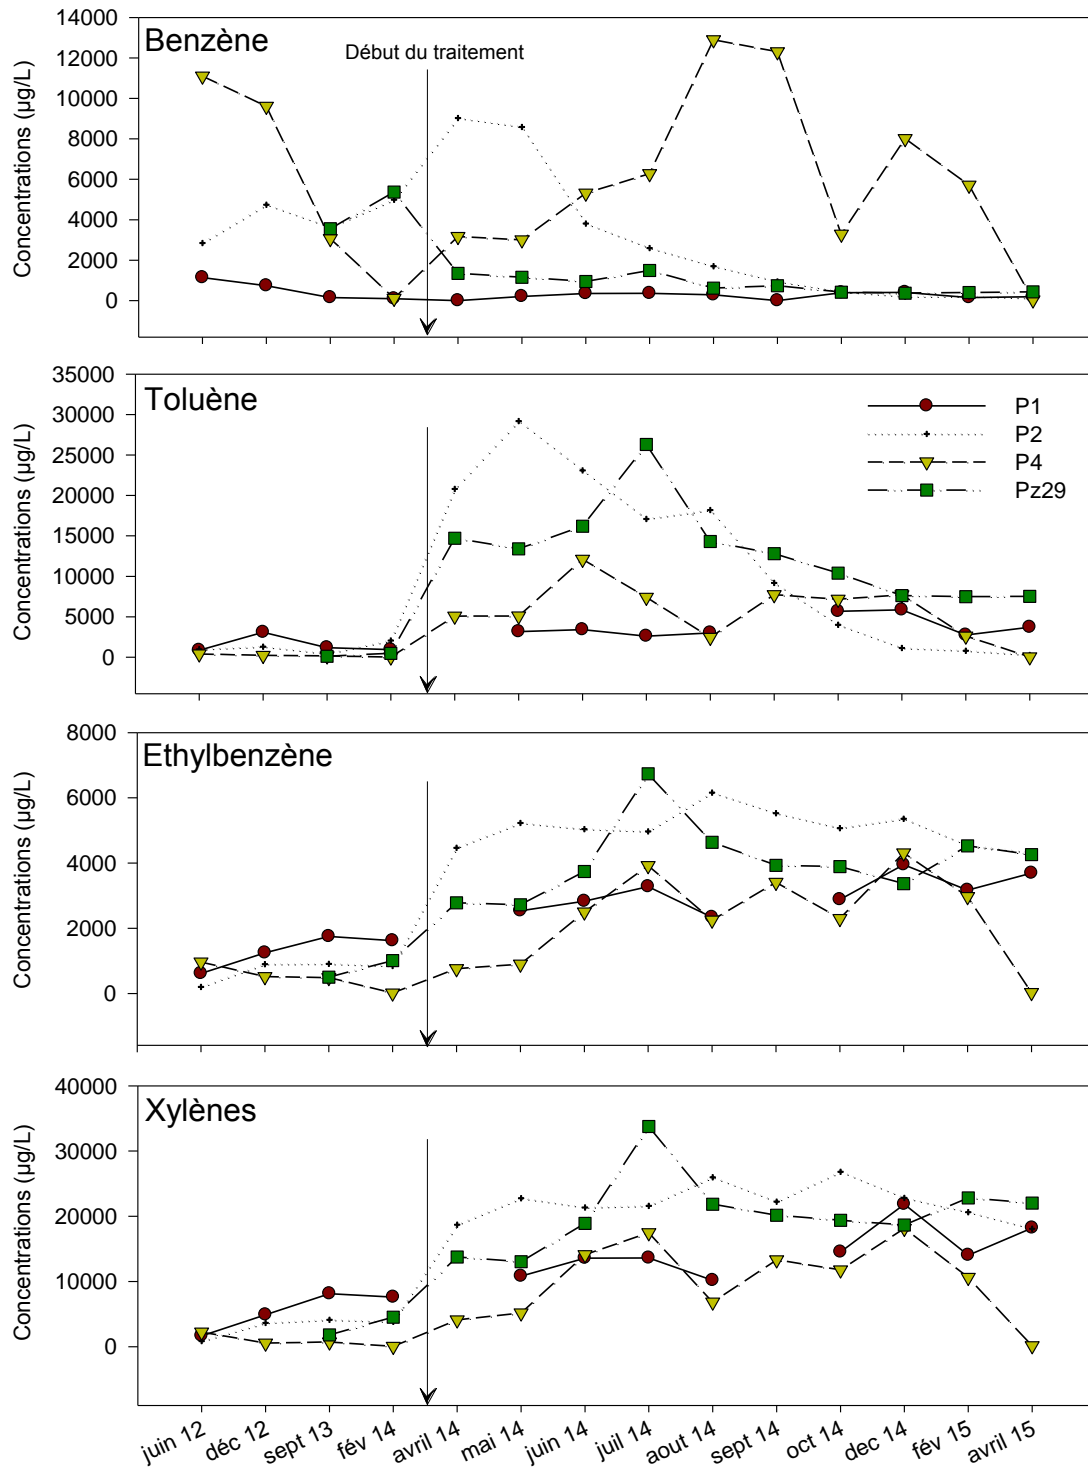 Benzène
Début du traitement
Concentrations (µg/L)
14000
12000
10000
8000
6000
4000
2000
0
Toluène
Concentrations (µg/L)
35000
30000
25000
20000
15000
10000
5000
0
P1
P2
P4
Pz29
Ethylbenzène
Concentrations (µg/L)
8000
6000
4000
2000
0
Xylènes
Concentrations (µg/L)
40000
30000
20000
10000
0
juin 12
déc 12
sept 13
fév 14
avril 14
mai 14
juin 14
juil 14
aout 14
sept 14
oct 14
dec 14
fév 15
avril 15